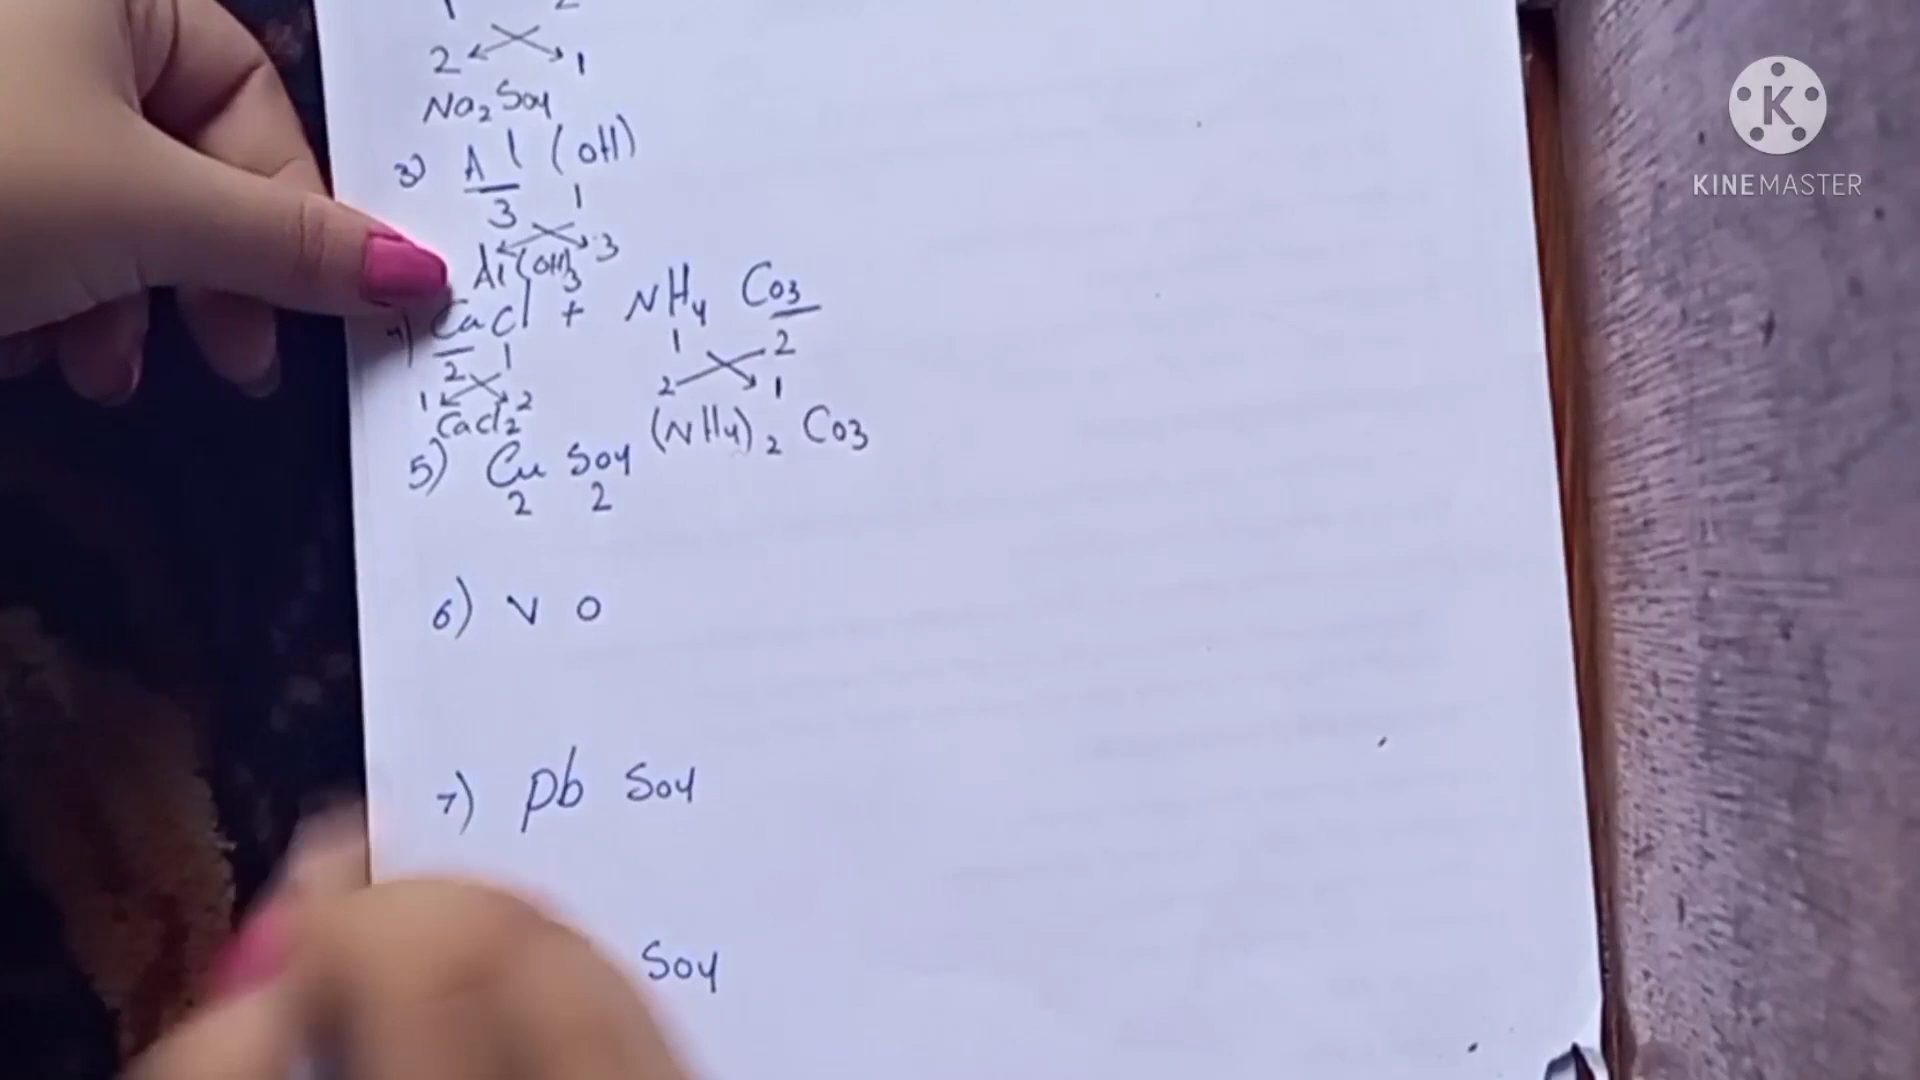 1 2
2 1
Na2 So4
3) Al (OH)
3 1
3
Al(OH)3
4) CaCl + NH4 Co3
2 1 1 2
1 2 2 1
CaCl2 (NH4)2 Co3
5) Cu So4
2 2
6) V O
7) pb So4
So4
K
KINEMASTER